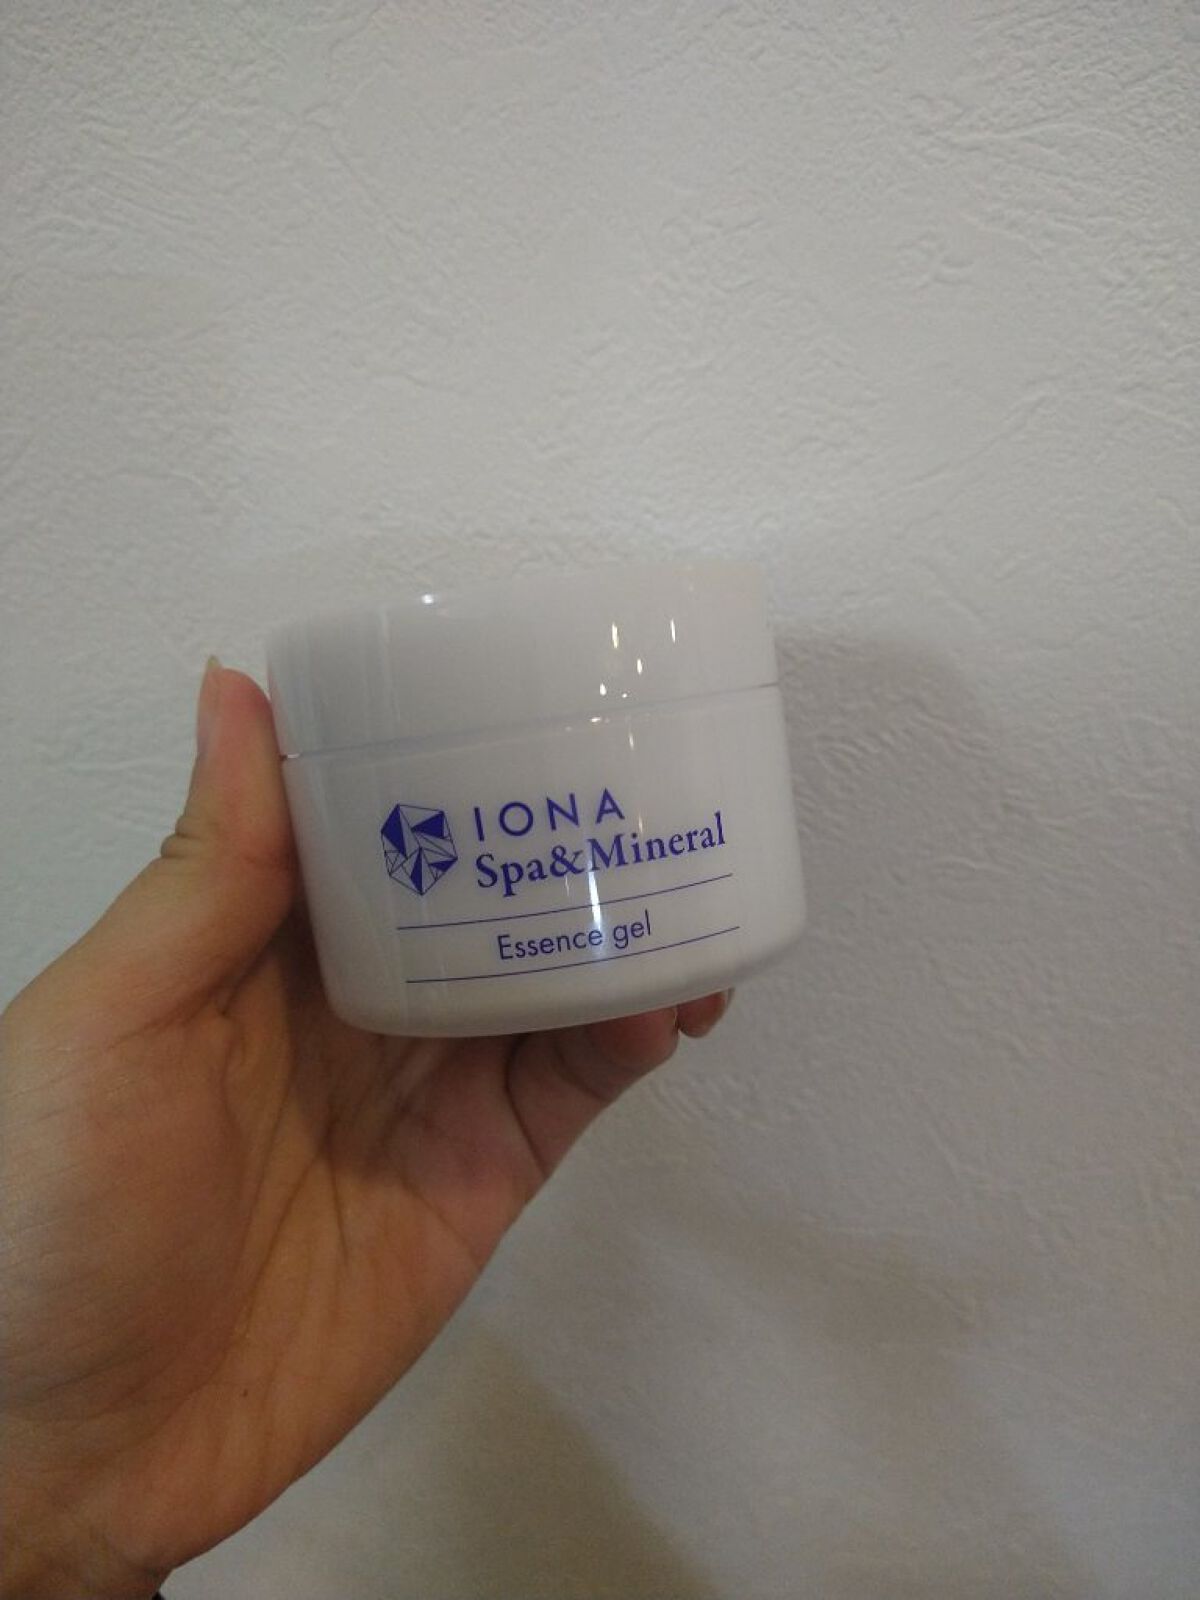 IONA
Spa&Mineral
Essence gel